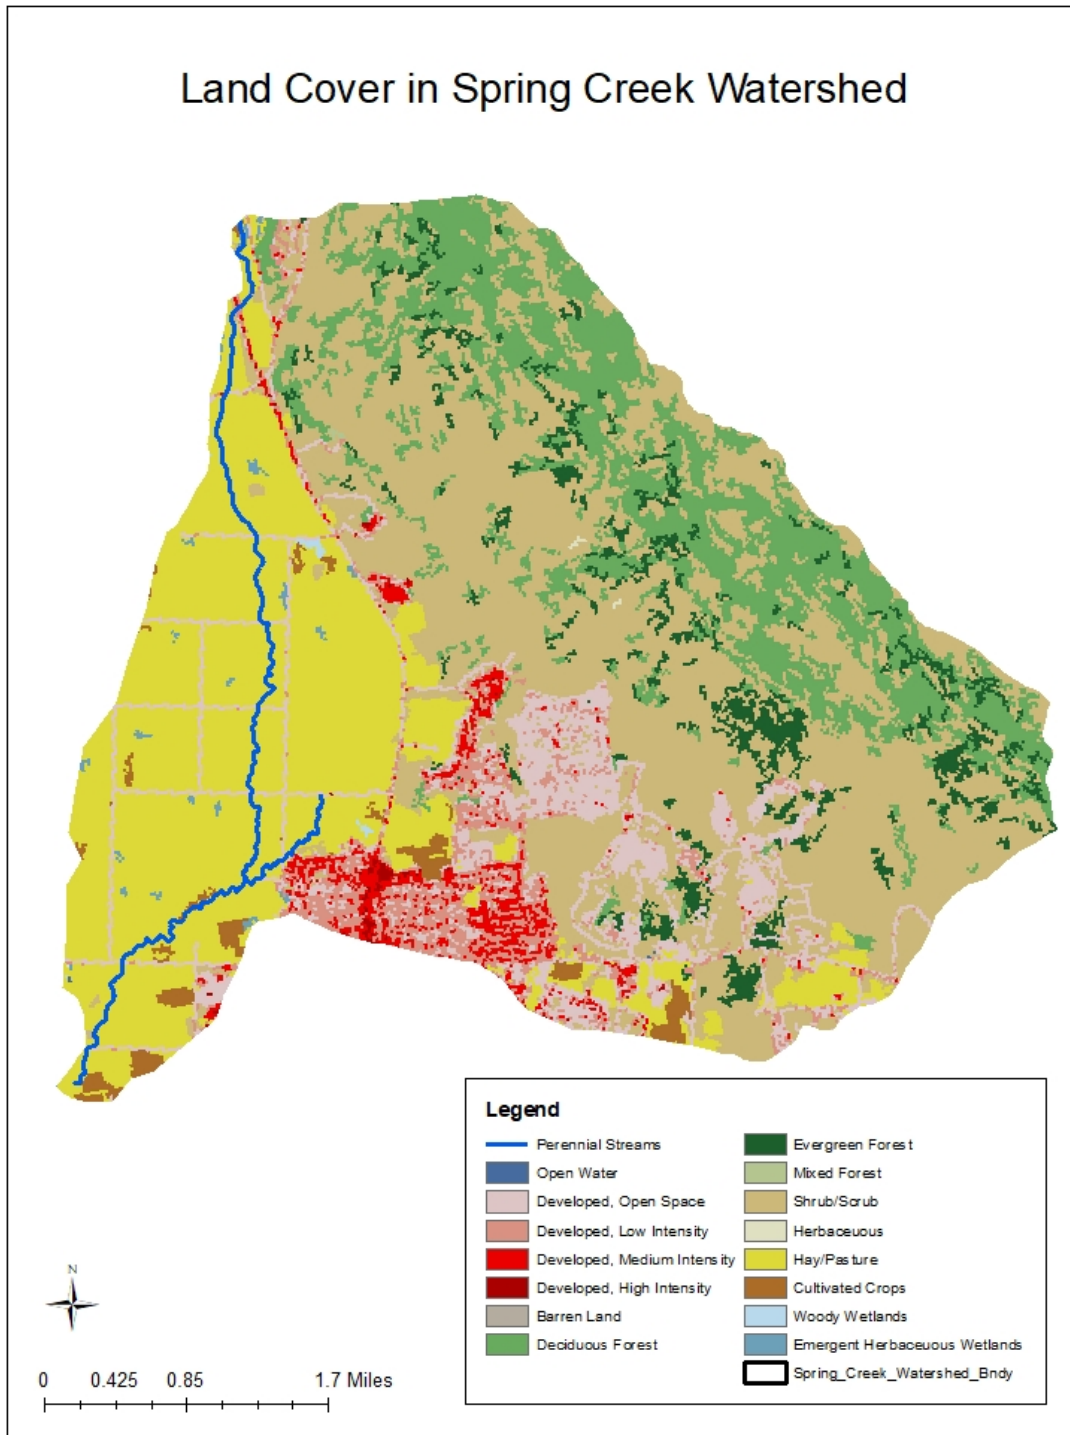 Land Cover in Spring Creek Watershed
Legend
Perennial Streams
Open Water
Developed, Open Space
Developed, Low Intensity
Developed, Medium Intensity
Developed, High Intensity
Barren Land
Deciduous Forest
Evergreen Forest
Mixed Forest
Shrub/Scrub
Herbaceuous
Hay/Pasture
Cultivated Crops
Woody Wetlands
Emergent Herbaceuous Wetlands
Spring_Creek_Watershed_Bndy
N
0 0.425 0.85 1.7 Miles